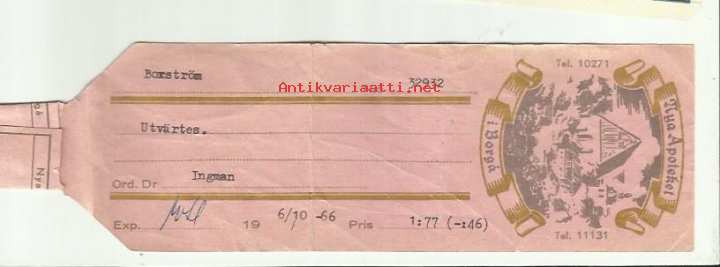 Boxström 32932
Antikvariaatti.net
Utvärtes.
Ord. Dr Ingman
Exp. 19 6/10 -66 Pris 1:77 (-:46)
Tel. 10271
Nya Apoteket
i Borgå
Tel. 11131